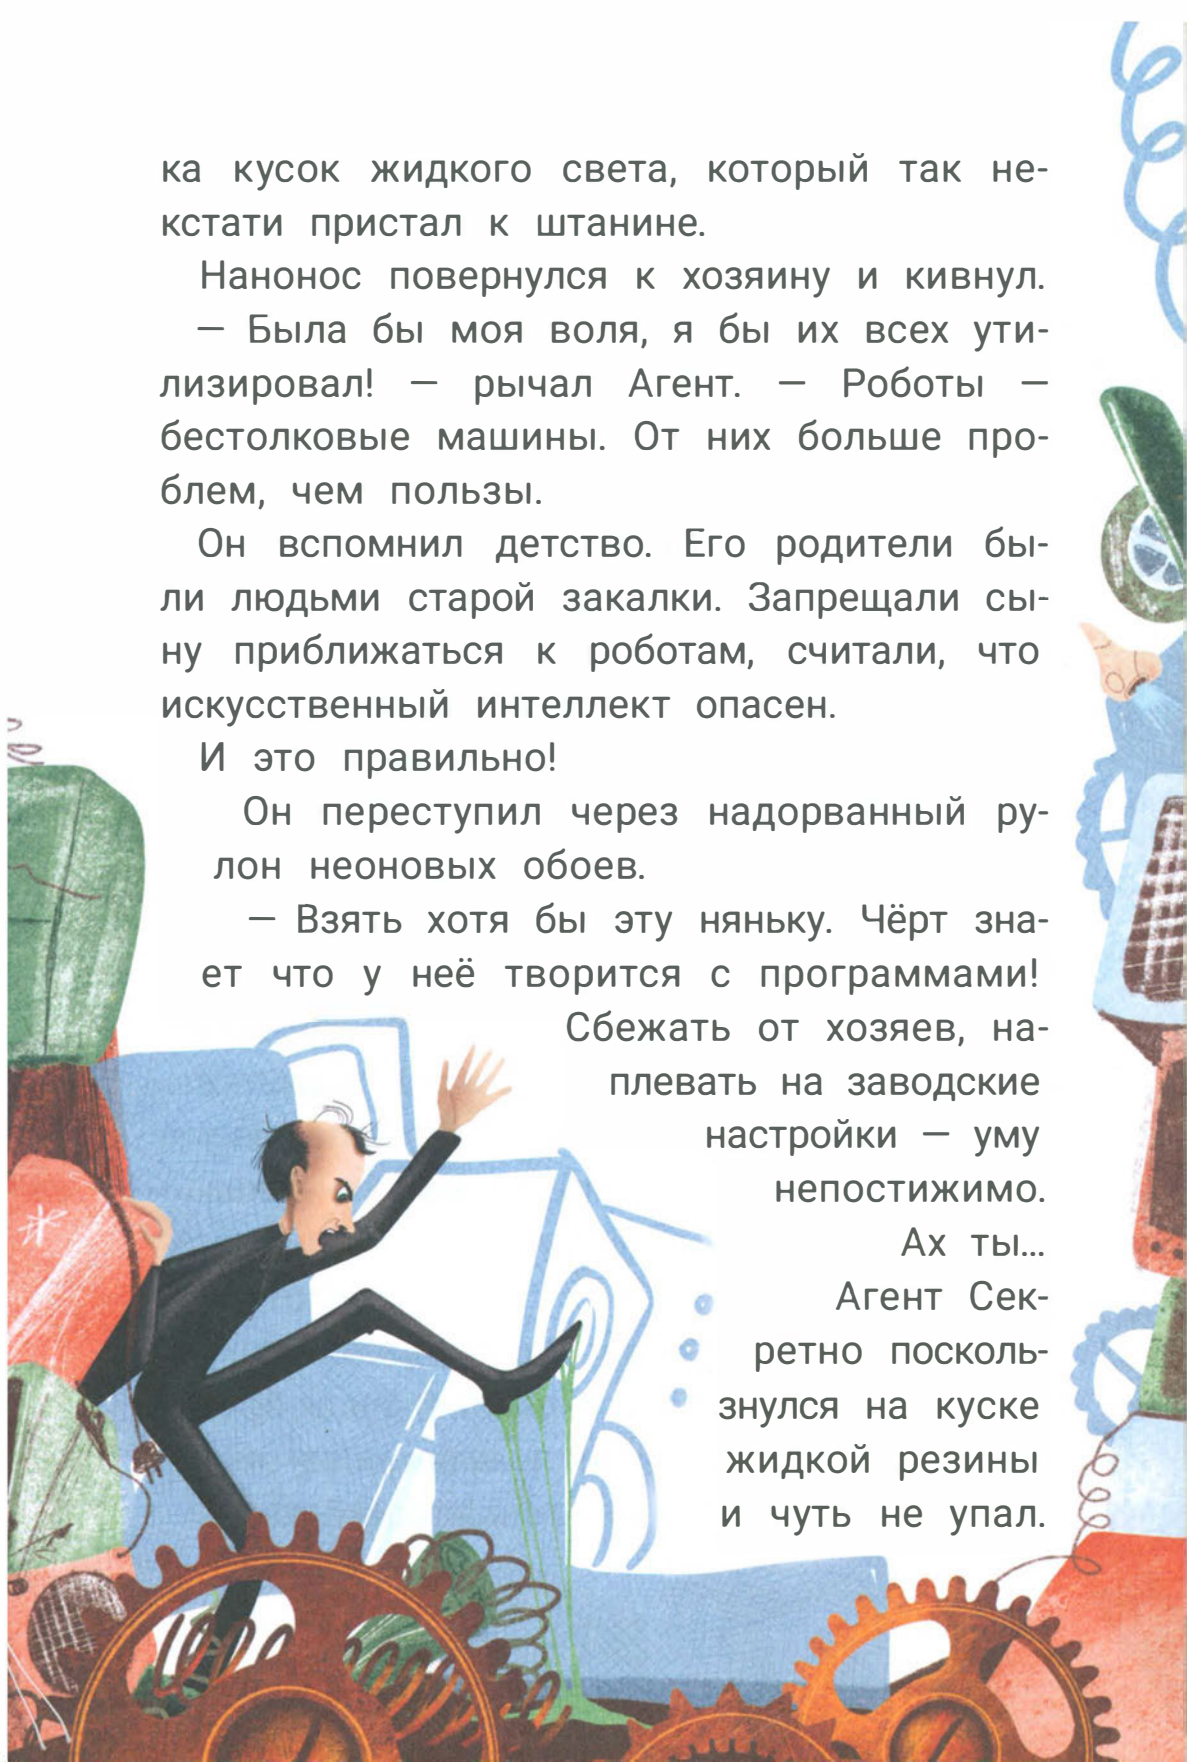 ка кусок жидкого света, который так не-
кстати пристал к штанине.
Нанонос повернулся к хозяину и кивнул.
— Была бы моя воля, я бы их всех ути-
лизировал! — рычал Агент. — Роботы —
бестолковые машины. От них больше про-
блем, чем пользы.
Он вспомнил детство. Его родители бы-
ли людьми старой закалки. Запрещали сы-
ну приближаться к роботам, считали, что
искусственный интеллект опасен.
И это правильно!
Он переступил через надорванный ру-
лон неоновых обоев.
— Взять хотя бы эту няньку. Чёрт зна-
ет что у неё творится с программами!
Сбежать от хозяев, на-
плевать на заводские
настройки — уму
непостижимо.
Ах ты...
Агент Сек-
ретно посколь-
знулся на куске
жидкой резины
и чуть не упал.